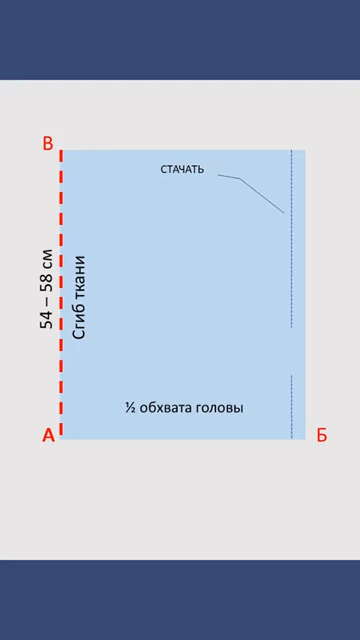 В
СТАЧАТЬ
54 – 58 см
Сгиб ткани
½ обхвата головы
А
Б